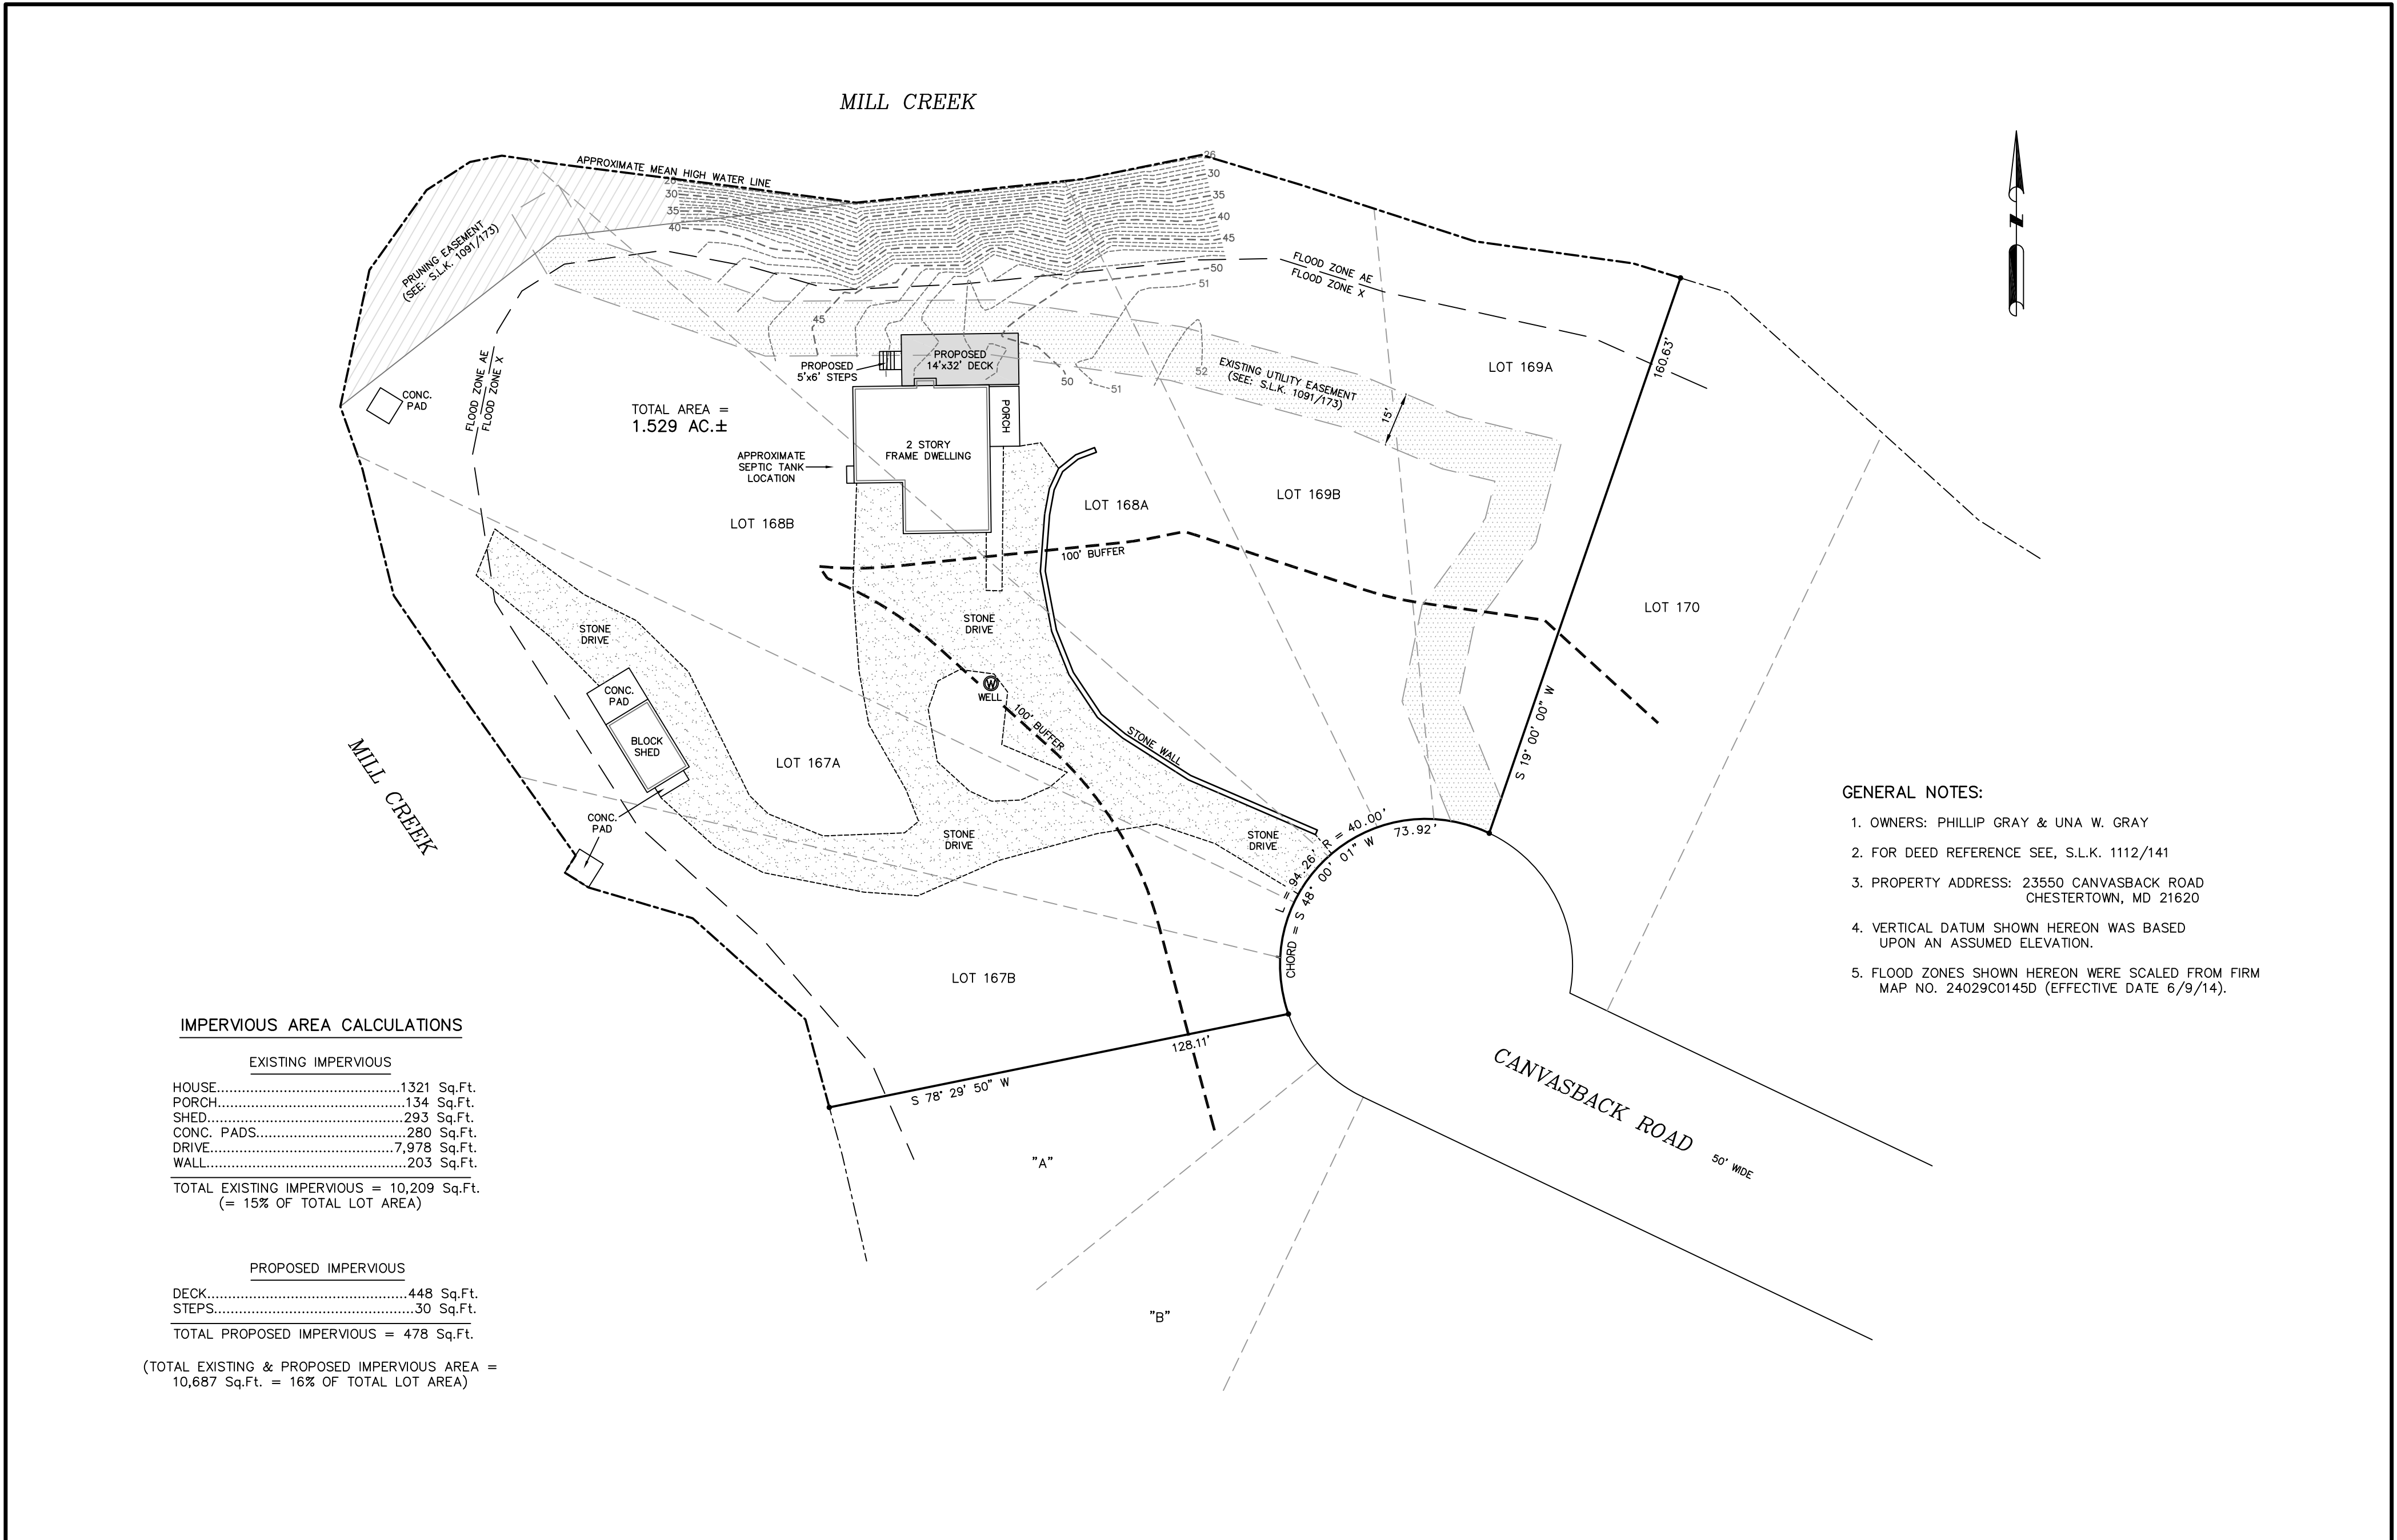 MILL CREEK
APPROXIMATE MEAN HIGH WATER LINE
26
30
35
40
45
50
51
30
35
40
PRUNING EASEMENT
(SEE: S.L.K. 1091/173)
FLOOD ZONE AE
FLOOD ZONE X
45
52
50
51
PROPOSED
5'x6' STEPS
PROPOSED
14'x32' DECK
EXISTING UTILITY EASEMENT
(SEE: S.L.K. 1091/173)
15'
LOT 169A
160.63'
CONC.
PAD
FLOOD ZONE AE
FLOOD ZONE X
TOTAL AREA =
1.529 AC.±
PORCH
2 STORY
FRAME DWELLING
APPROXIMATE
SEPTIC TANK
LOCATION
LOT 168B
LOT 168A
LOT 169B
100' BUFFER
LOT 170
STONE
DRIVE
STONE
DRIVE
CONC.
PAD
BLOCK
SHED
W
WELL
100' BUFFER
STONE WALL
S 19° 00' 00" W
MILL CREEK
LOT 167A
CONC.
PAD
STONE
DRIVE
STONE
DRIVE
L = 94.26' R = 40.00'
CHORD = S 48° 00' 01" W 73.92'
LOT 167B
128.11'
S 78° 29' 50" W
CANVASBACK ROAD
50' WIDE
"A"
"B"
N
GENERAL NOTES:
1. OWNERS: PHILLIP GRAY & UNA W. GRAY
2. FOR DEED REFERENCE SEE, S.L.K. 1112/141
3. PROPERTY ADDRESS: 23550 CANVASBACK ROAD
CHESTERTOWN, MD 21620
4. VERTICAL DATUM SHOWN HEREON WAS BASED
UPON AN ASSUMED ELEVATION.
5. FLOOD ZONES SHOWN HEREON WERE SCALED FROM FIRM
MAP NO. 24029C0145D (EFFECTIVE DATE 6/9/14).
IMPERVIOUS AREA CALCULATIONS
EXISTING IMPERVIOUS
HOUSE............................................1321 Sq.Ft.
PORCH.............................................134 Sq.Ft.
SHED...............................................293 Sq.Ft.
CONC. PADS....................................280 Sq.Ft.
DRIVE............................................7,978 Sq.Ft.
WALL................................................203 Sq.Ft.
TOTAL EXISTING IMPERVIOUS = 10,209 Sq.Ft.
(= 15% OF TOTAL LOT AREA)
PROPOSED IMPERVIOUS
DECK................................................448 Sq.Ft.
STEPS................................................30 Sq.Ft.
TOTAL PROPOSED IMPERVIOUS = 478 Sq.Ft.
(TOTAL EXISTING & PROPOSED IMPERVIOUS AREA =
10,687 Sq.Ft. = 16% OF TOTAL LOT AREA)